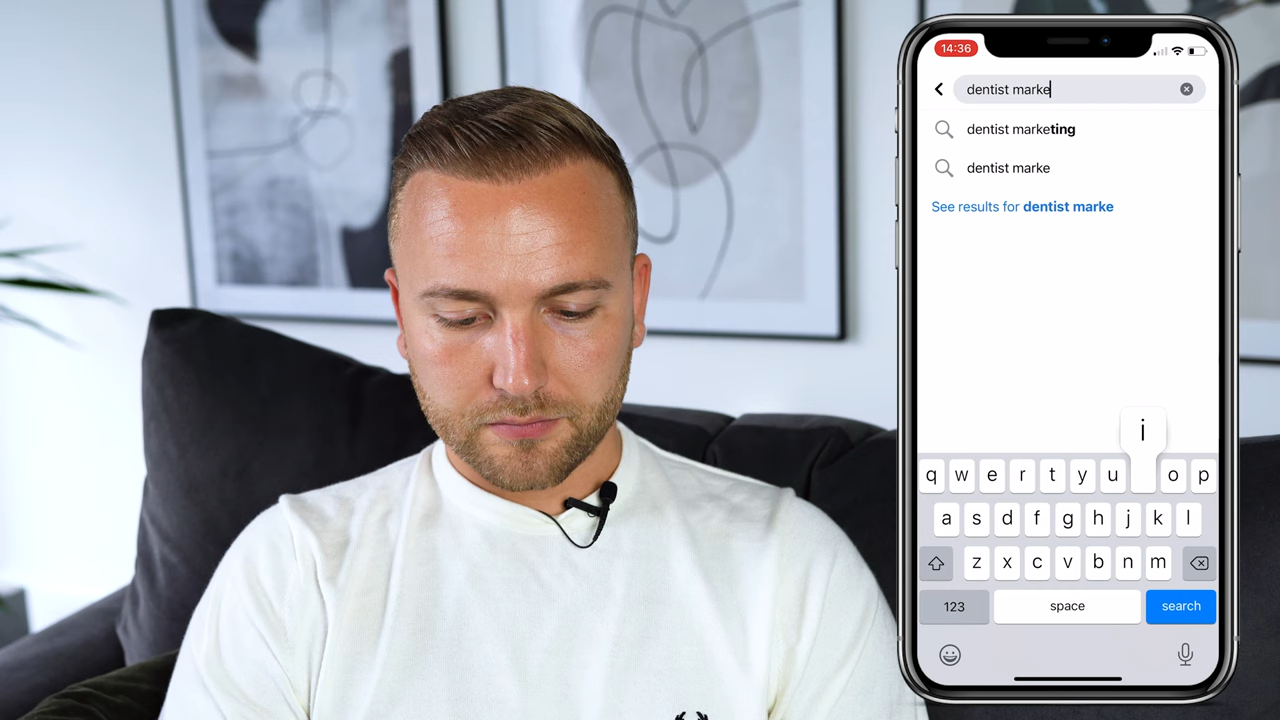 14:36
dentist marke
dentist marketing
dentist marke
See results for dentist marke
i
q w e r t y u o p
a s d f g h j k l
z x c v b n m
123 space search